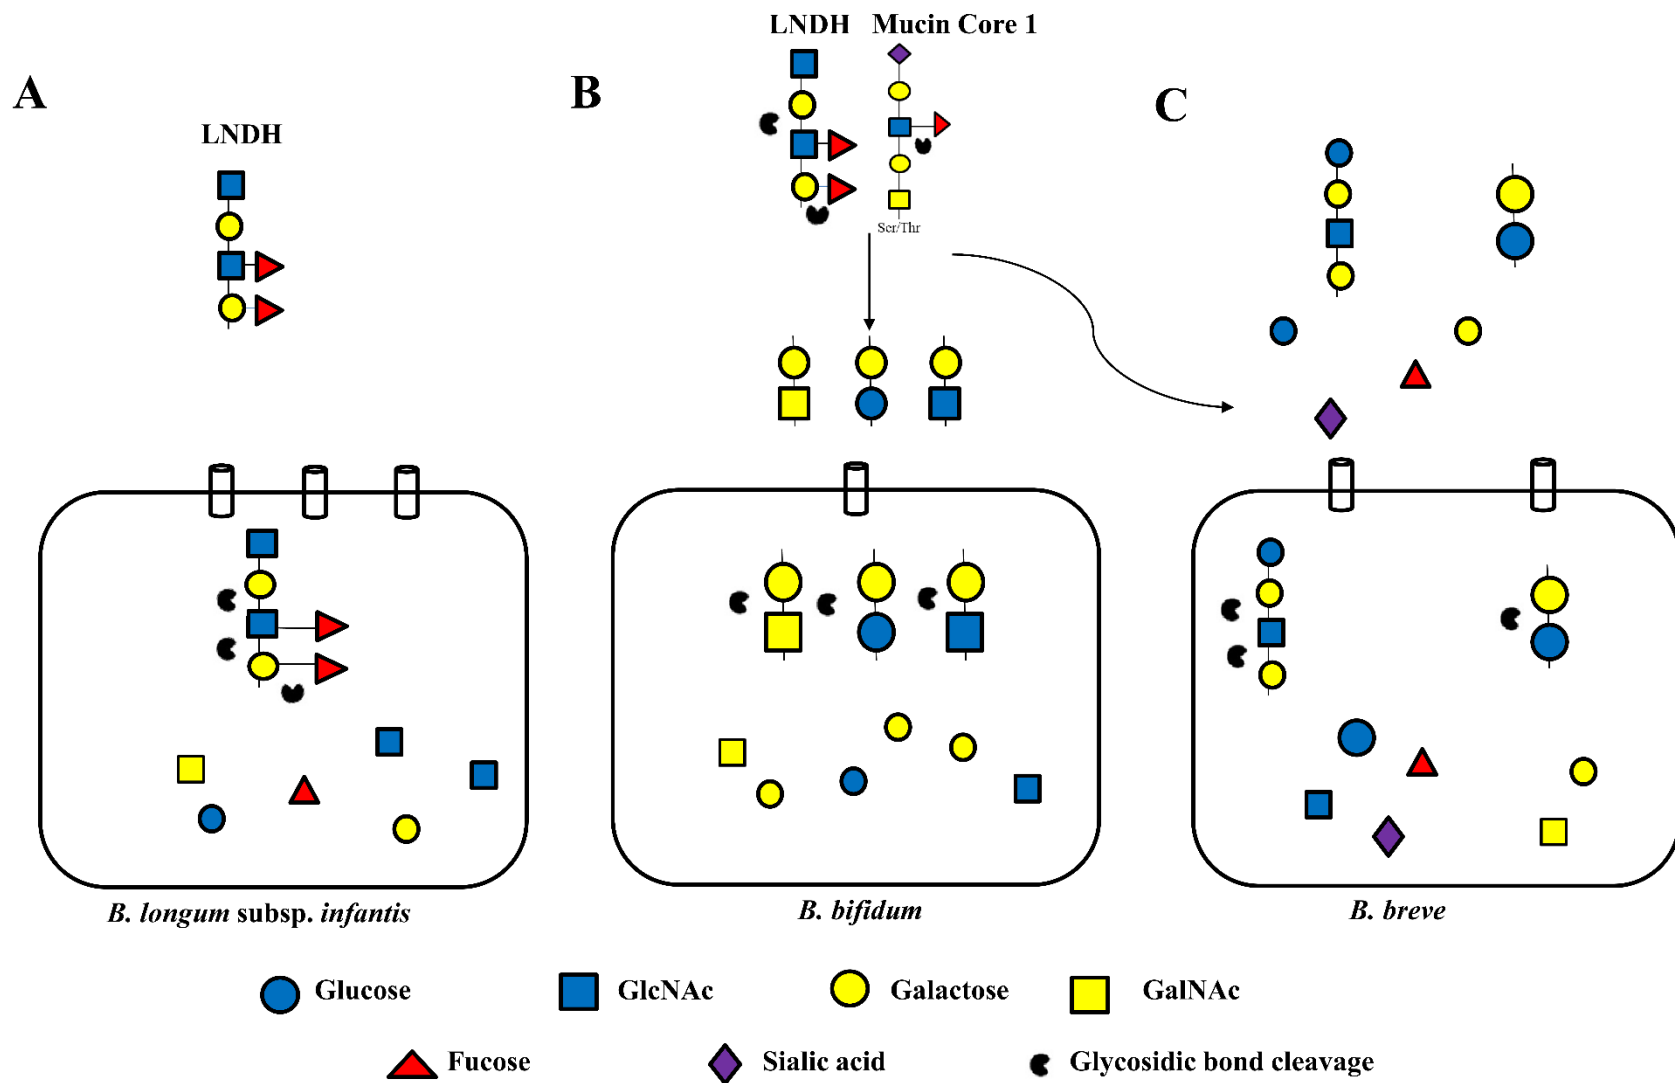 LNDH Mucin Core 1
A
B
C
LNDH
Ser/Thr
B. longum subsp. infantis
B. bifidum
B. breve
Glucose
GlcNAc
Galactose
GalNAc
Fucose
Sialic acid
Glycosidic bond cleavage